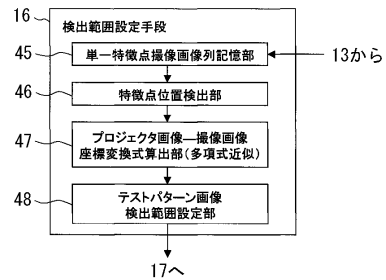 16
検出範囲設定手段
45
単一特徴点撮像画像列記憶部
13から
46
特徴点位置検出部
47
プロジェクタ画像―撮像画像
座標変換式算出部(多項式近似)
48
テストパターン画像
検出範囲設定部
17へ